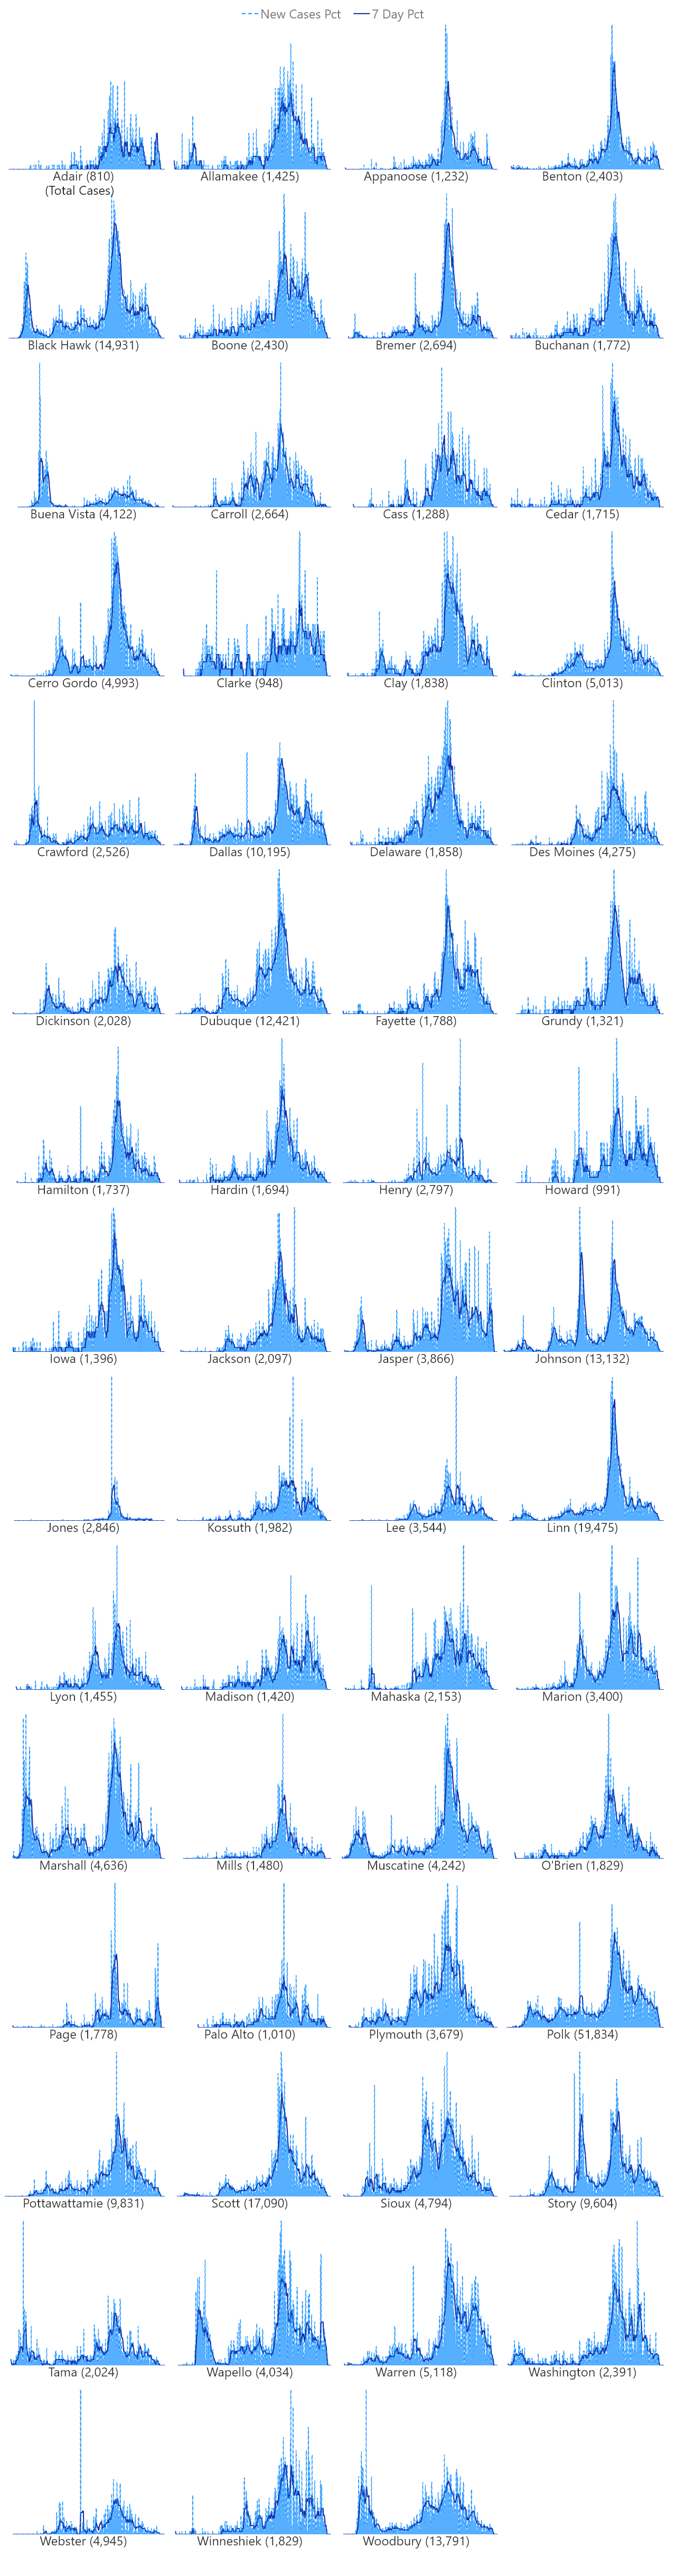 New Cases Pct 7 Day Pct
Adair (810) Allamakee (1,425) Appanoose (1,232) Benton (2,403)
(Total Cases)
Black Hawk (14,931) Boone (2,430) Bremer (2,694) Buchanan (1,772)
Buena Vista (4,122) Carroll (2,664) Cass (1,288) Cedar (1,715)
Cerro Gordo (4,993) Clarke (948) Clay (1,838) Clinton (5,013)
Crawford (2,526) Dallas (10,195) Delaware (1,858) Des Moines (4,275)
Dickinson (2,028) Dubuque (12,421) Fayette (1,788) Grundy (1,321)
Hamilton (1,737) Hardin (1,694) Henry (2,797) Howard (991)
Iowa (1,396) Jackson (2,097) Jasper (3,866) Johnson (13,132)
Jones (2,846) Kossuth (1,982) Lee (3,544) Linn (19,475)
Lyon (1,455) Madison (1,420) Mahaska (2,153) Marion (3,400)
Marshall (4,636) Mills (1,480) Muscatine (4,242) O'Brien (1,829)
Page (1,778) Palo Alto (1,010) Plymouth (3,679) Polk (51,834)
Pottawattamie (9,831) Scott (17,090) Sioux (4,794) Story (9,604)
Tama (2,024) Wapello (4,034) Warren (5,118) Washington (2,391)
Webster (4,945) Winneshiek (1,829) Woodbury (13,791)